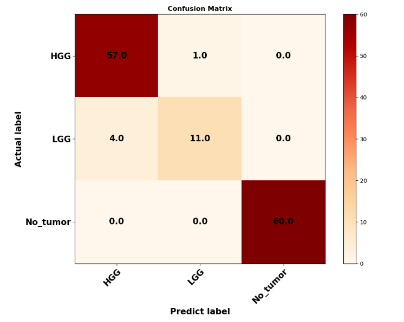 Confusion Matrix
60
HGG 57.0 1.0 0.0
50
40
LGG 4.0 11.0 0.0
30
20
10
No_tumor 0.0 0.0 60.0
0
HGG LGG No_tumor
Actual label
Predict label